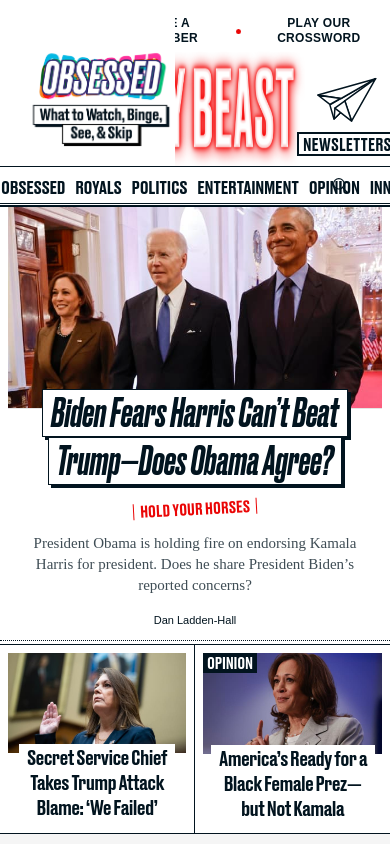 E A
BER
PLAY OUR
CROSSWORD
OBSESSED
What to Watch, Binge,
See, & Skip
Y BEAST
NEWSLETTERS
OBSESSED ROYALS POLITICS ENTERTAINMENT OPINION INN
Biden Fears Harris Can’t Beat
Trump—Does Obama Agree?
HOLD YOUR HORSES
President Obama is holding fire on endorsing Kamala
Harris for president. Does he share President Biden’s
reported concerns?
Dan Ladden-Hall
Secret Service Chief
Takes Trump Attack
Blame: ‘We Failed’
OPINION
America’s Ready for a
Black Female Prez—
but Not Kamala